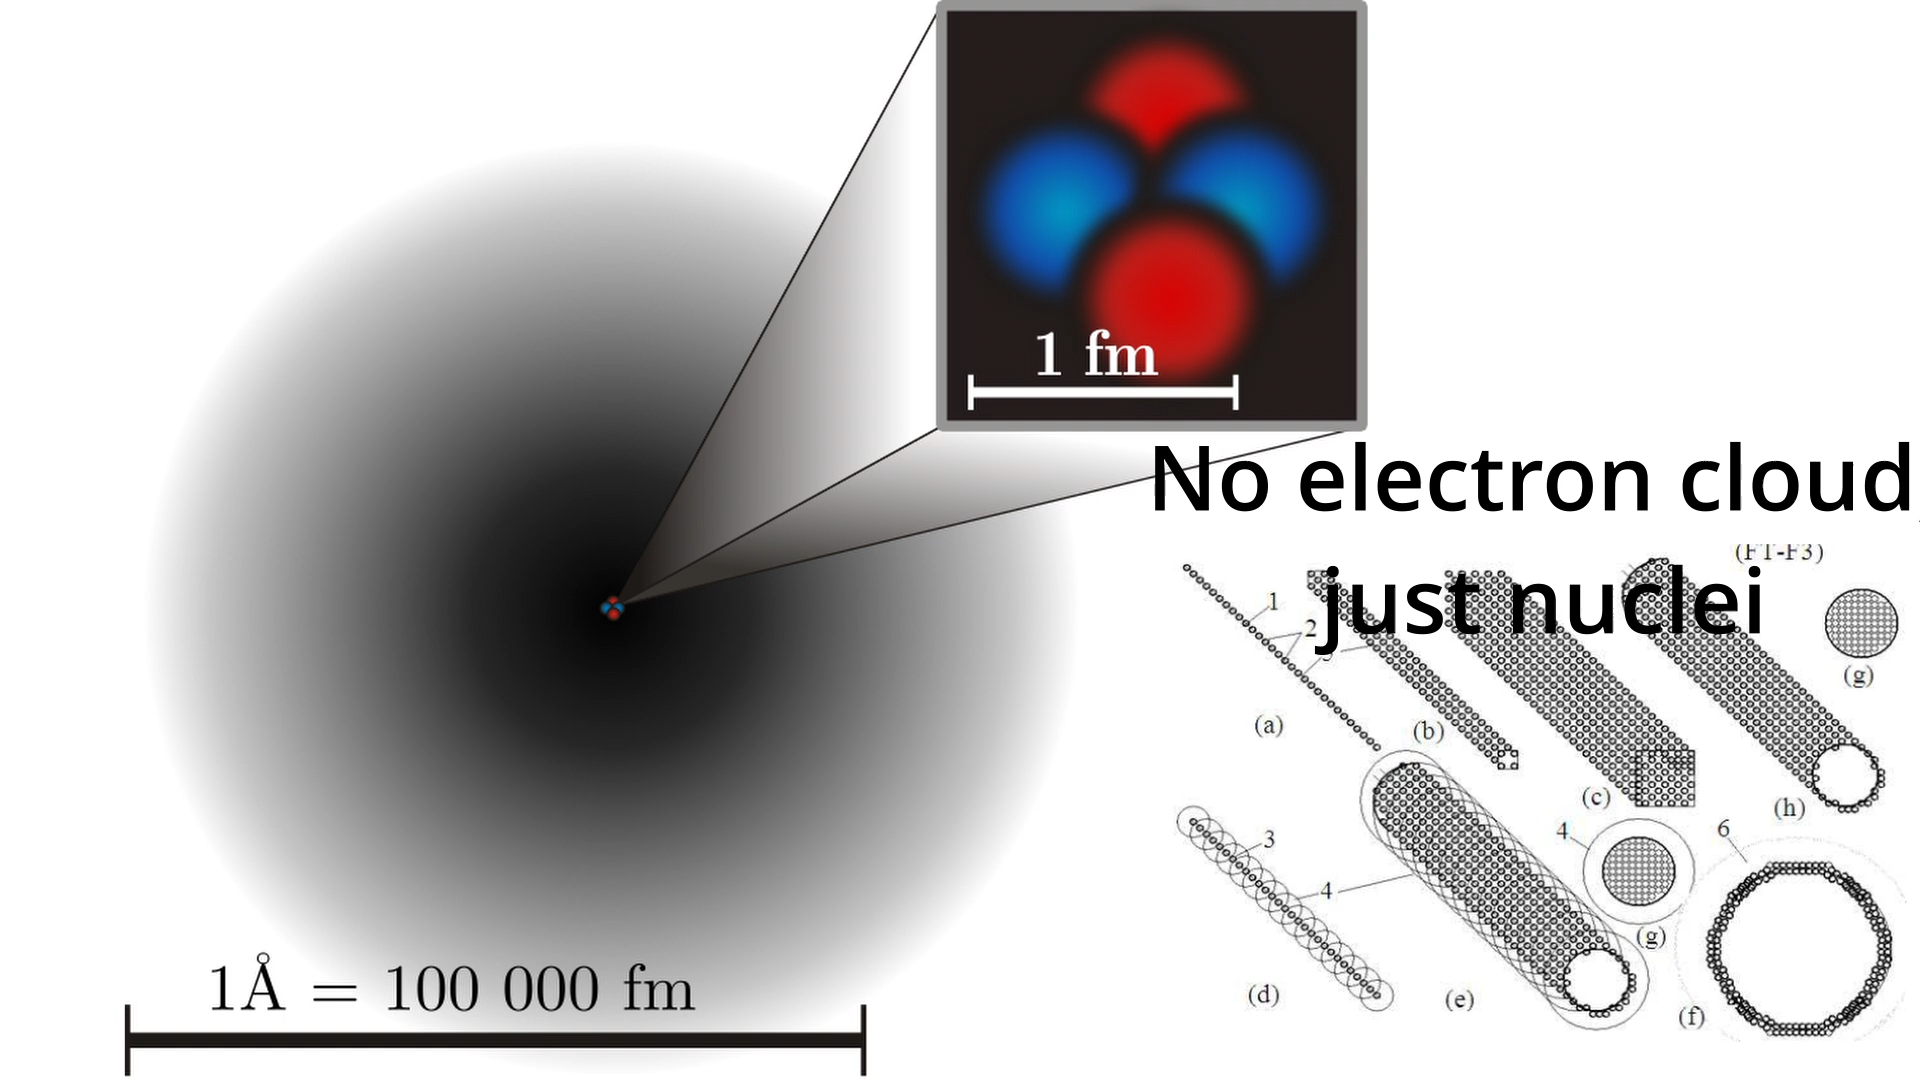 1 fm
No electron cloud,
(FT-F3)
just nuclei
1
2
(g)
(a)
(b)
(c)
(h)
3
4
6
4
(g)
(d)
(e)
(f)
1Å = 100 000 fm